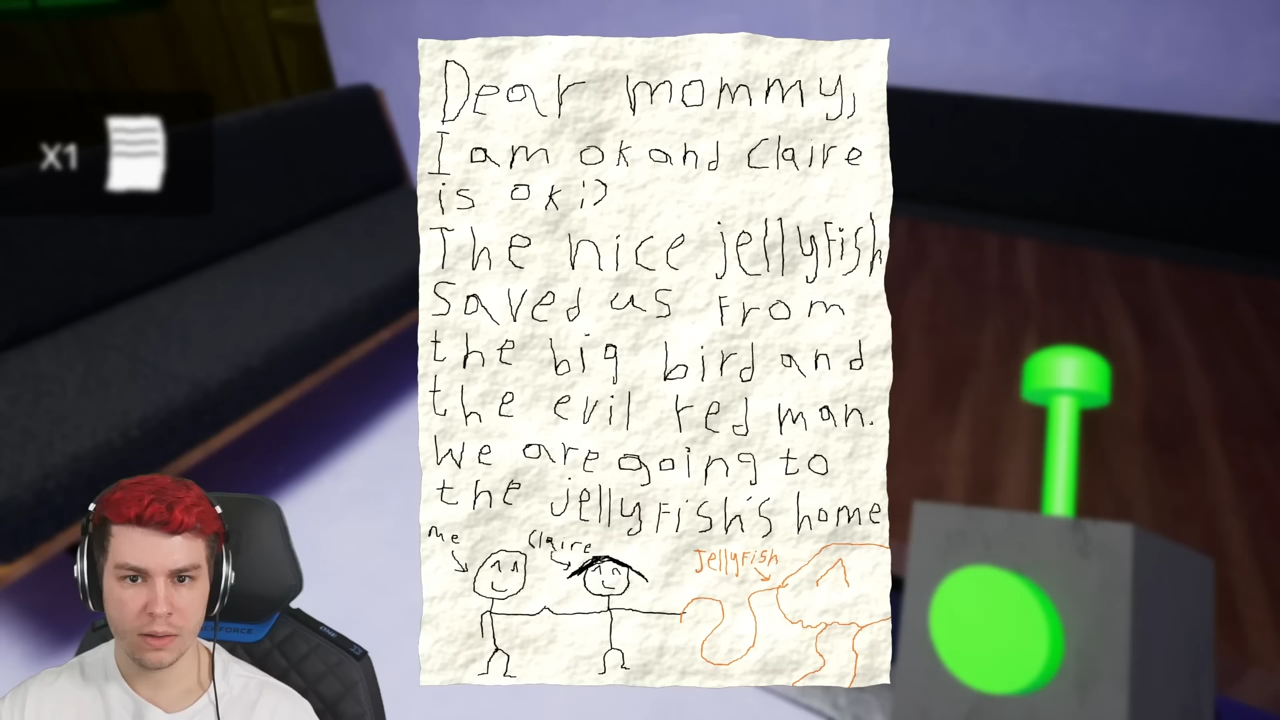 X1
Dear mommy,
I am ok and Claire
is ok :)
The nice jellyfish
saved us from
the big bird and
the evil red man.
We are going to
the jellyfish's home
Me
Claire
Jellyfish